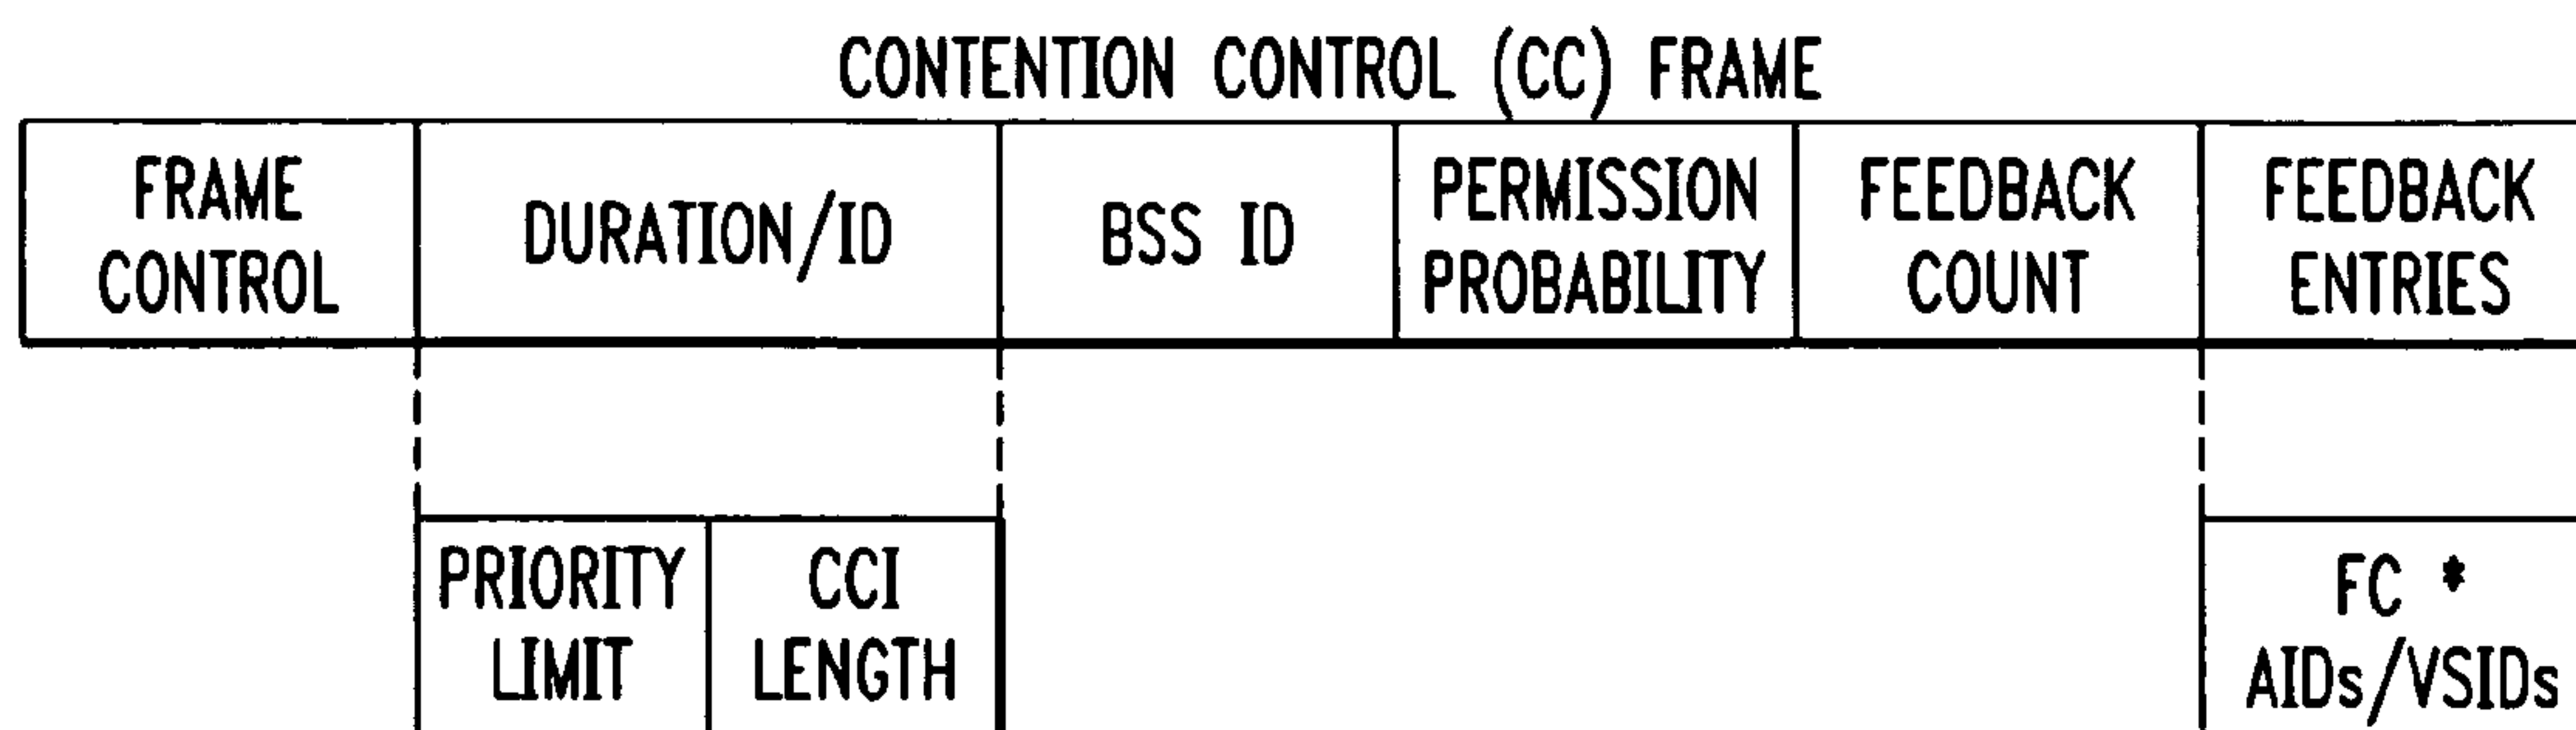 CONTENTION CONTROL (CC) FRAME
FRAME
CONTROL
DURATION/ID
BSS ID
PERMISSION
PROBABILITY
FEEDBACK
COUNT
FEEDBACK
ENTRIES
PRIORITY
LIMIT
CCI
LENGTH
FC *
AIDs/VSIDs